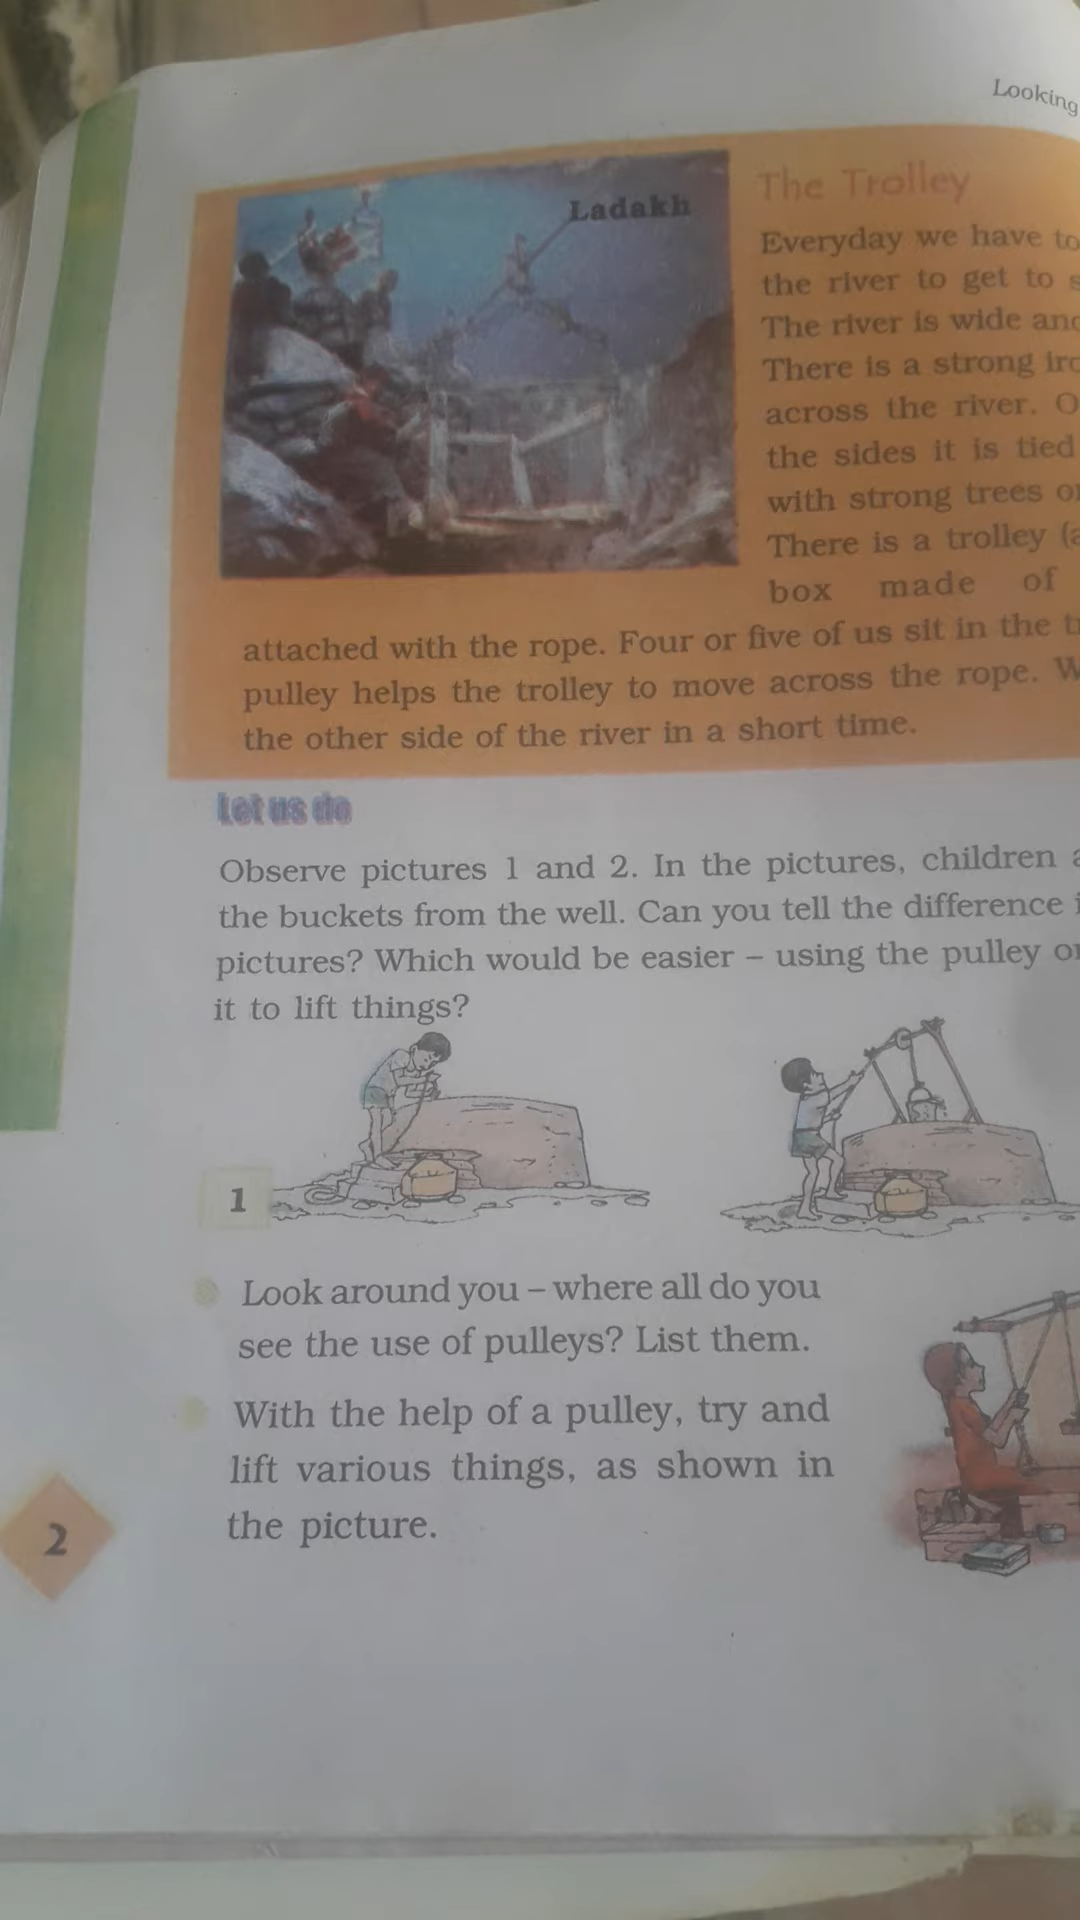 Looking
Ladakh
The Trolley
Everyday we have to
the river to get to
The river is wide and
There is a strong
across the river.
the sides it is tied
with strong trees
There is a trolley
box made of
attached with the rope. Four or five of us sit in the
pulley helps the trolley to move across the rope.
the other side of the river in a short time.
Let us do
Observe pictures 1 and 2. In the pictures, children
the buckets from the well. Can you tell the difference
pictures? Which would be easier – using the pulley
it to lift things?
1
Look around you – where all do you
see the use of pulleys? List them.
With the help of a pulley, try and
lift various things, as shown in
the picture.
2